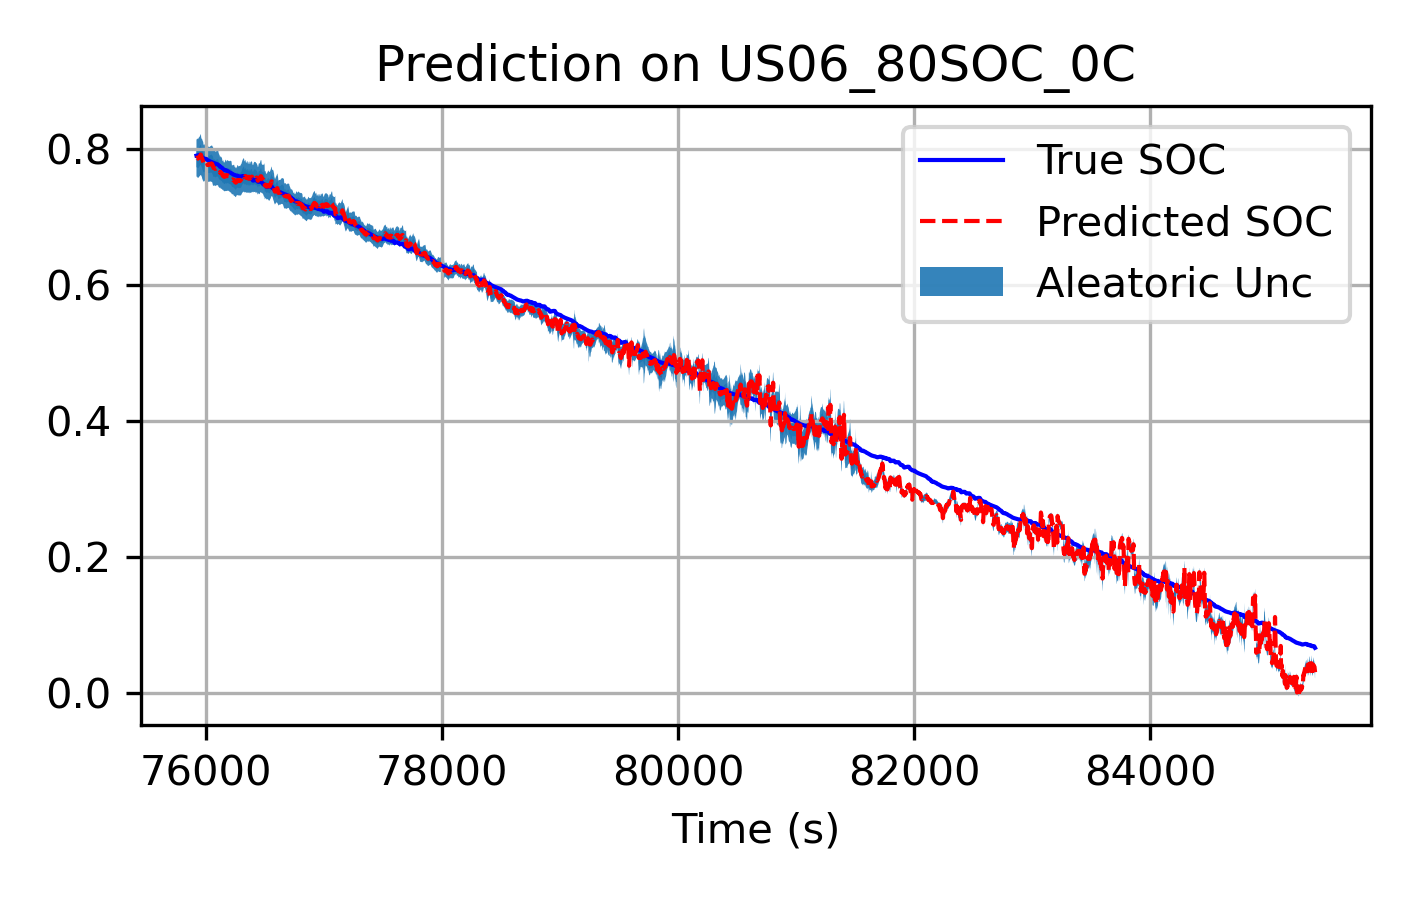 Prediction on US06_80SOC_0C
True SOC
Predicted SOC
Aleatoric Unc
0.8
0.6
0.4
0.2
0.0
76000 78000 80000 82000 84000
Time (s)